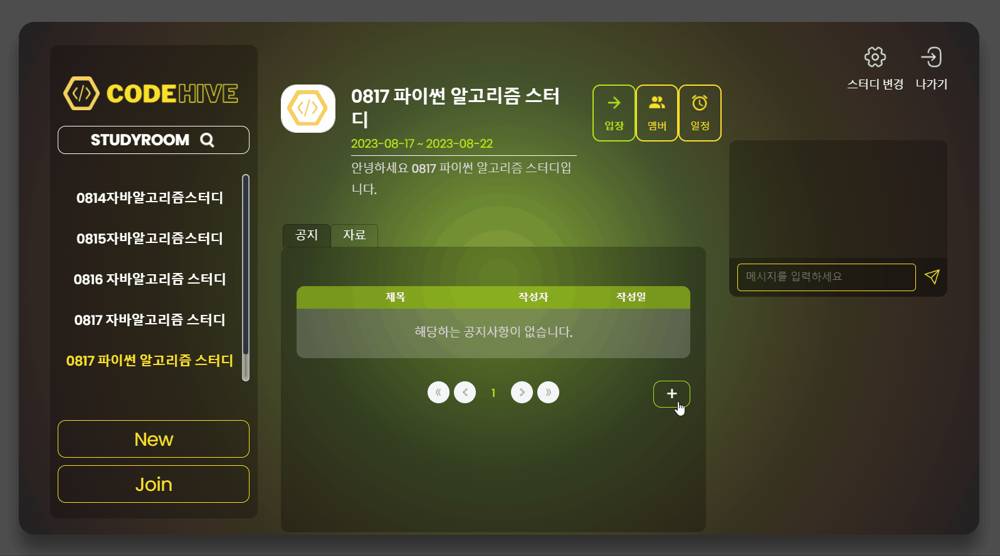 </> CODEHIVE
STUDYROOM
0814자바알고리즘스터디
0815자바알고리즘스터디
0816 자바알고리즘 스터디
0817 자바알고리즘 스터디
0817 파이썬 알고리즘 스터디
New
Join
</>
0817 파이썬 알고리즘 스터
디
2023-08-17 ~ 2023-08-22
안녕하세요 0817 파이썬 알고리즘 스터디입
니다.
입장 멤버 일정
스터디 변경 나가기
공지 자료
제목 작성자 작성일
해당하는 공지사항이 없습니다.
« ‹ 1 › »
+
메시지를 입력하세요